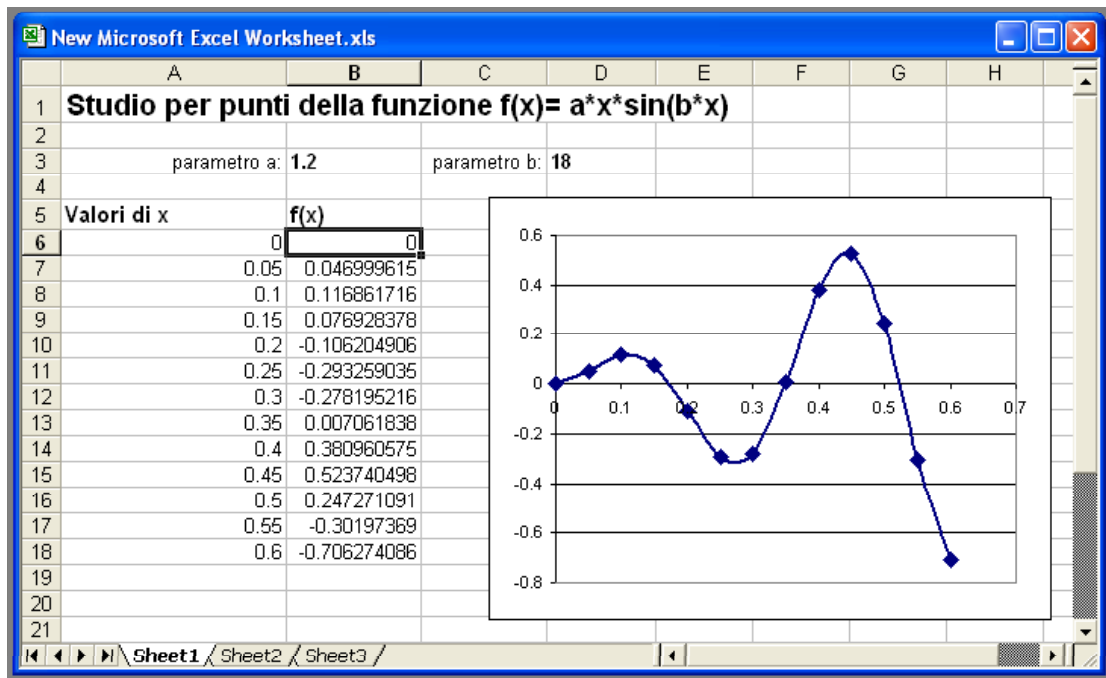 New Microsoft Excel Worksheet.xls
A B C D E F G H
1 Studio per punti della funzione f(x)= a*x*sin(b*x)
2
3 parametro a: 1.2 parametro b: 18
4
5 Valori di x f(x)
6 0 0
7 0.05 0.046999615
8 0.1 0.116861716
9 0.15 0.076928378
10 0.2 -0.106204906
11 0.25 -0.293259035
12 0.3 -0.278195216
13 0.35 0.007061838
14 0.4 0.380960575
15 0.45 0.523740498
16 0.5 0.247271091
17 0.55 -0.30197369
18 0.6 -0.706274086
19
20
21
0.6
0.4
0.2
0
-0.2
-0.4
-0.6
-0.8
0 0.1 0.2 0.3 0.4 0.5 0.6 0.7
Sheet1 Sheet2 Sheet3